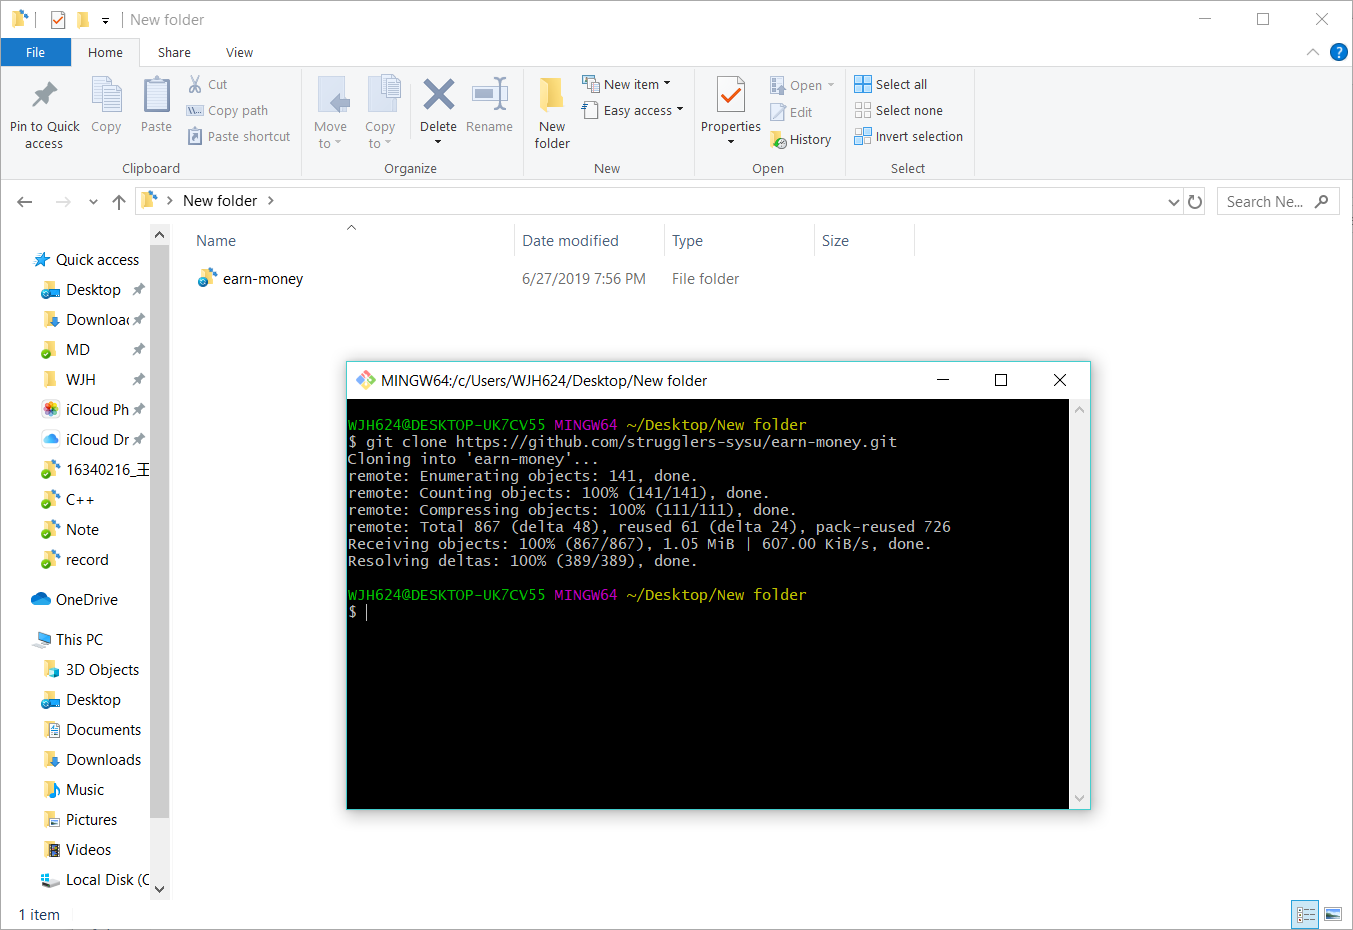 New folder
File Home Share View
Pin to Quick access
Copy
Paste
Cut
Copy path
Paste shortcut
Clipboard
Move to
Copy to
Delete
Rename
Organize
New folder
New item
Easy access
New
Properties
Open
Edit
History
Open
Select all
Select none
Invert selection
Select
New folder
Search Ne...
Name Date modified Type Size
earn-money 6/27/2019 7:56 PM File folder
Quick access
Desktop
Downloa
MD
WJH
iCloud Ph
iCloud Dr
16340216_王
C++
Note
record
OneDrive
This PC
3D Objects
Desktop
Documents
Downloads
Music
Pictures
Videos
Local Disk (C
1 item
MINGW64:/c/Users/WJH624/Desktop/New folder
WJH624@DESKTOP-UK7CV55 MINGW64 ~/Desktop/New folder
$ git clone https://github.com/strugglers-sysu/earn-money.git
Cloning into 'earn-money'...
remote: Enumerating objects: 141, done.
remote: Counting objects: 100% (141/141), done.
remote: Compressing objects: 100% (111/111), done.
remote: Total 867 (delta 48), reused 61 (delta 24), pack-reused 726
Receiving objects: 100% (867/867), 1.05 MiB | 607.00 KiB/s, done.
Resolving deltas: 100% (389/389), done.
WJH624@DESKTOP-UK7CV55 MINGW64 ~/Desktop/New folder
$